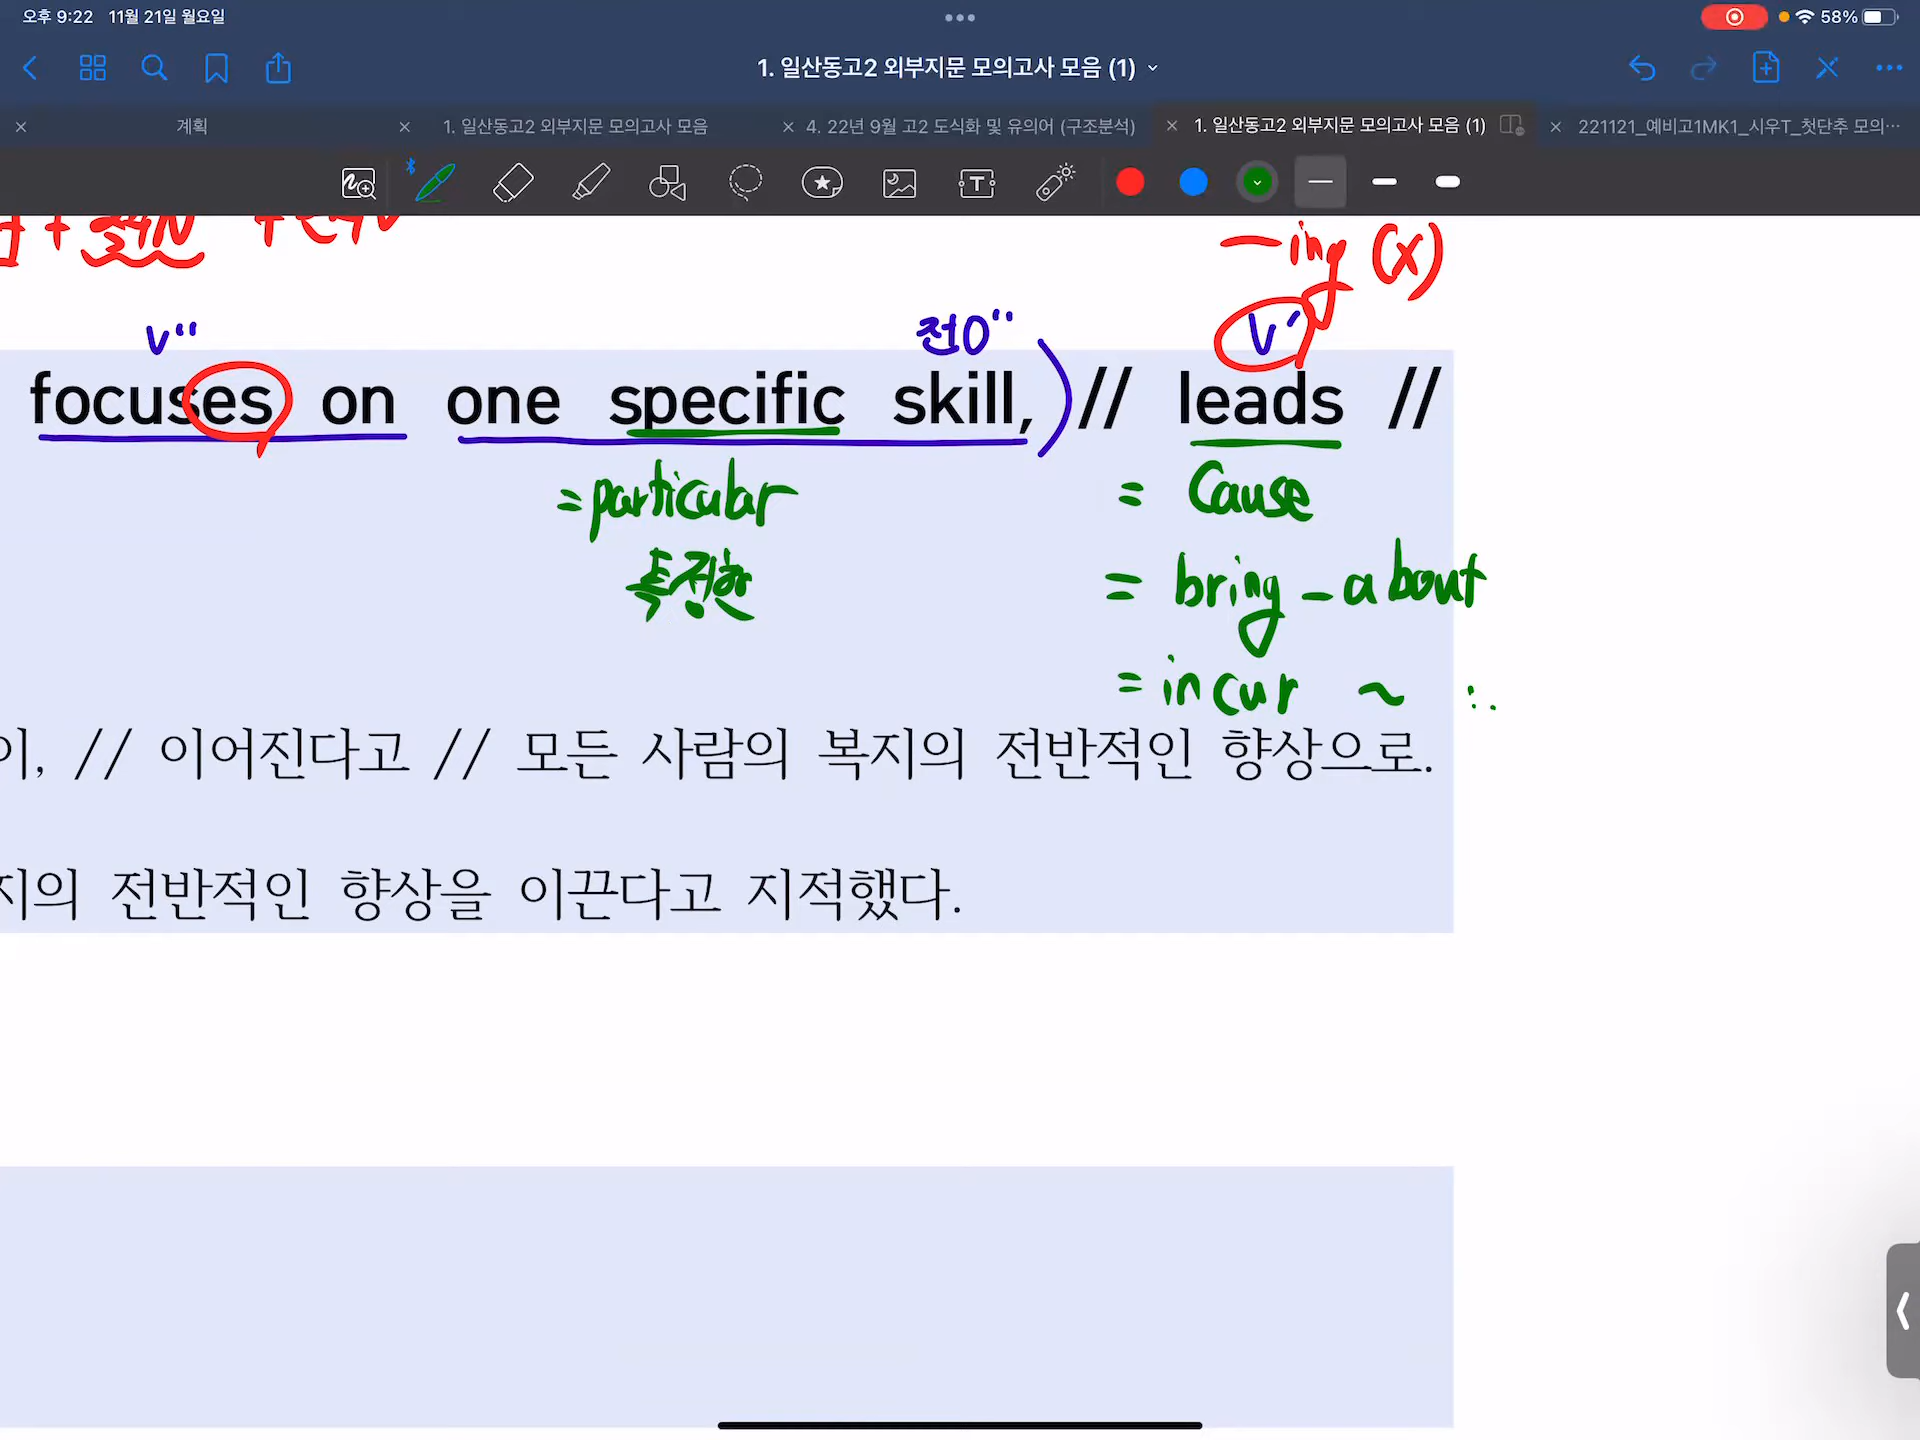 오후 9:22 11월 21일 월요일
58%
1. 일산동고2 외부지문 모의고사 모음 (1)
계획
1. 일산동고2 외부지문 모의고사 모음
4. 22년 9월 고2 도식화 및 유의어 (구조분석)
1. 일산동고2 외부지문 모의고사 모음 (1)
221121_예비고1MK1_시우T_첫단추 모의…
-ing (X)
v"
전O"
v'
focuses on one specific skill,) // leads //
= particular
특정한
= Cause
= bring - about
= incur ~
이, // 이어진다고 // 모든 사람의 복지의 전반적인 향상으로.
지의 전반적인 향상을 이끈다고 지적했다.